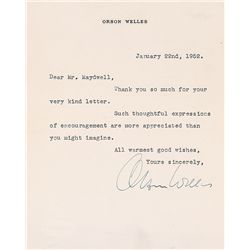 ORSON WELLES
January 22nd, 1952.
Dear Mr. Maydwell,
Thank you so much for your
very kind letter.
Such thoughtful expressions
of encouragement are more appreciated than
you might imagine.
All warmest good wishes,
Yours sincerely,
Orson Welles